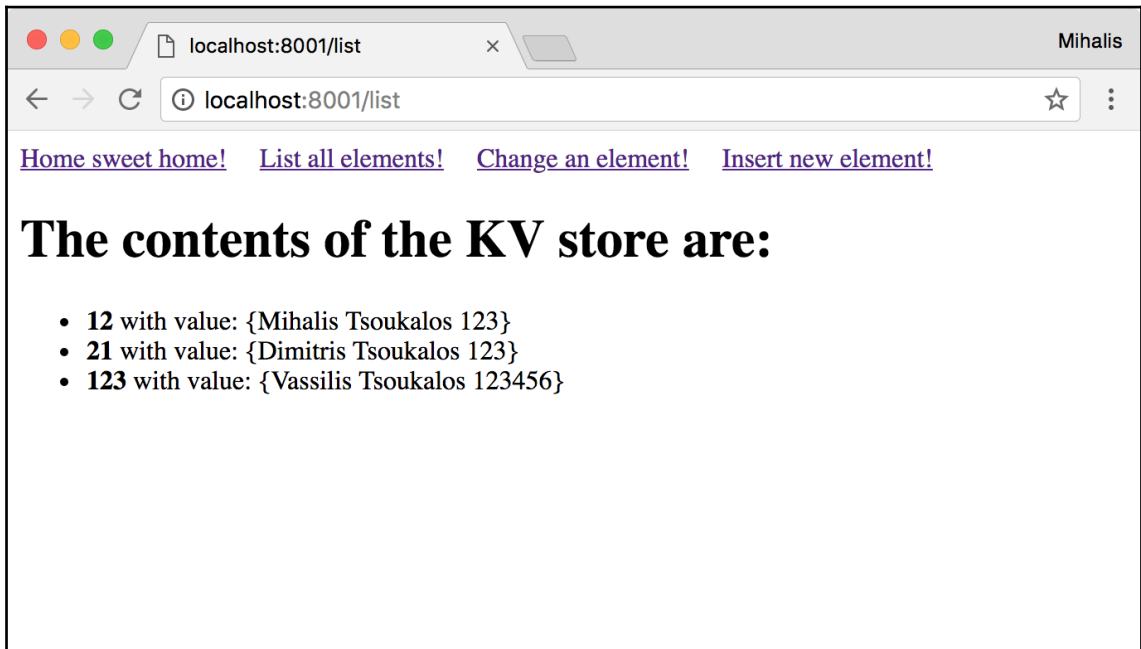 localhost:8001/list
Mihalis
localhost:8001/list
Home sweet home! List all elements! Change an element! Insert new element!
The contents of the KV store are:
• 12 with value: {Mihalis Tsoukalos 123}
• 21 with value: {Dimitris Tsoukalos 123}
• 123 with value: {Vassilis Tsoukalos 123456}